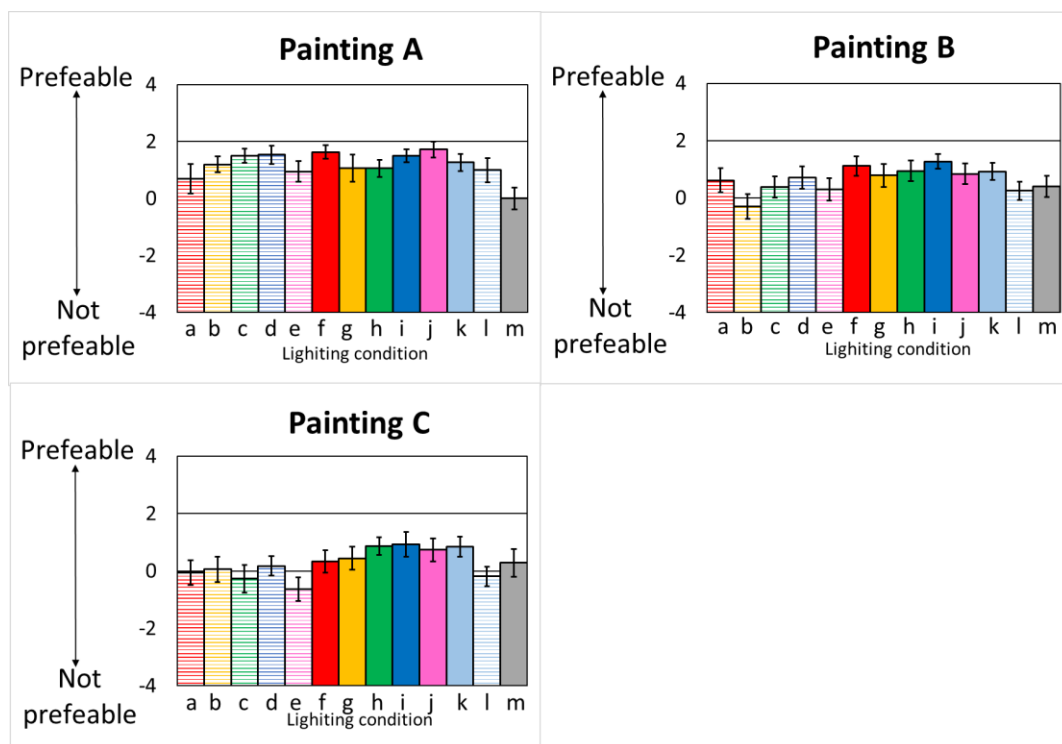 Painting A
Prefeable
4
2
0
-2
-4
Not
prefeable
a b c d e f g h i j k l m
Lighiting condition
Painting B
Prefeable
4
2
0
-2
-4
Not
prefeable
a b c d e f g h i j k l m
Lighiting condition
Painting C
Prefeable
4
2
0
-2
-4
Not
prefeable
a b c d e f g h i j k l m
Lighiting condition